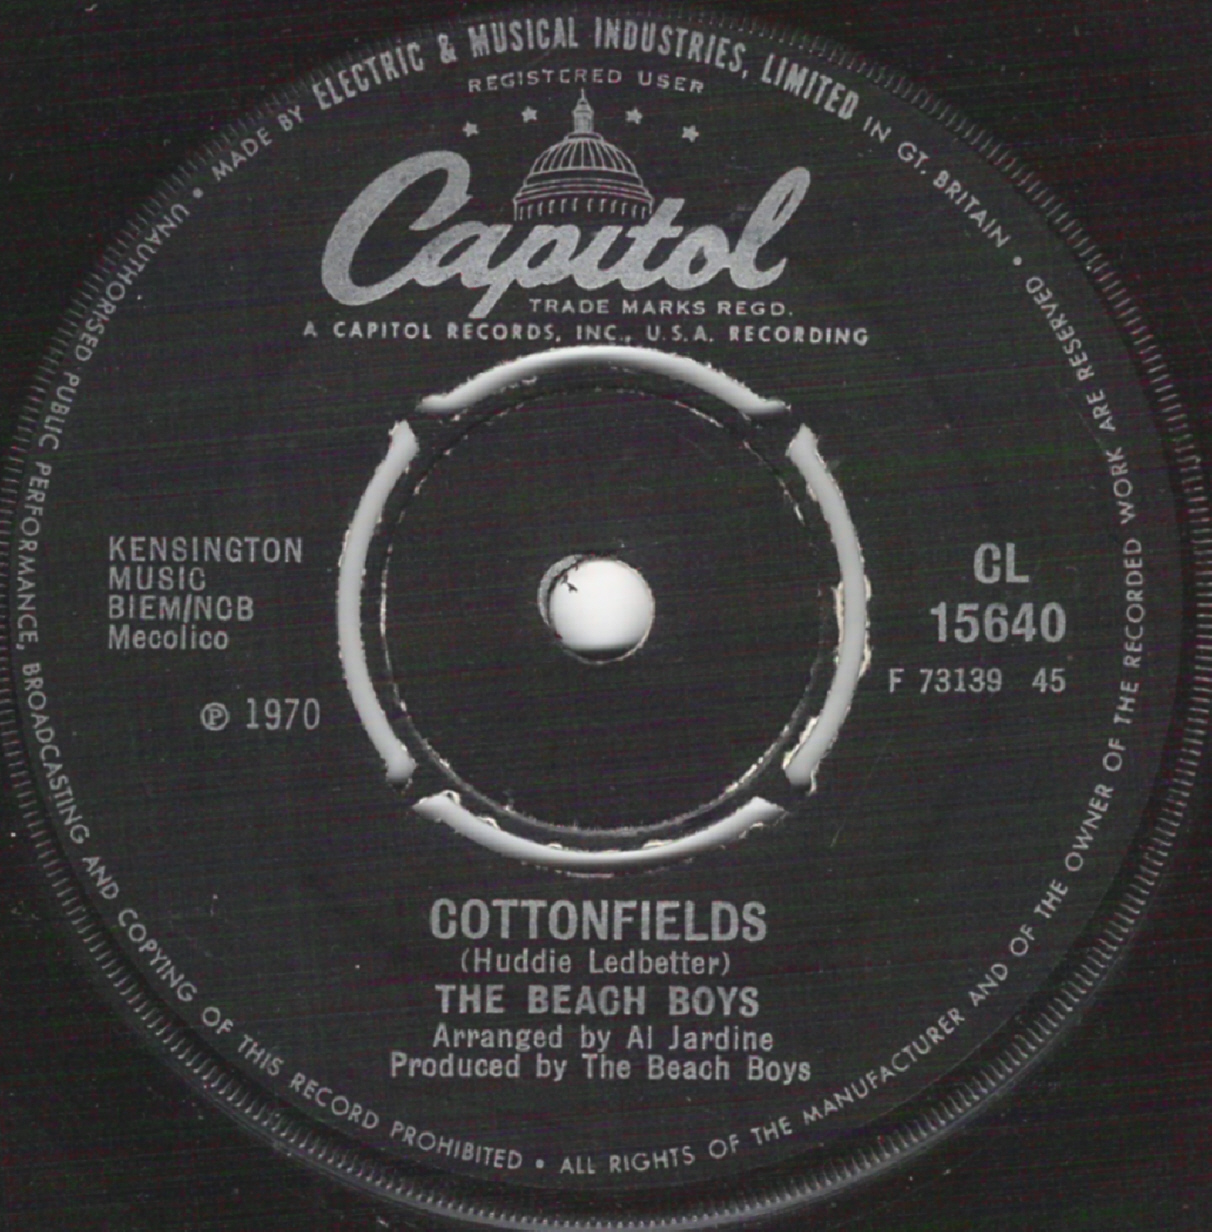 MADE BY ELECTRIC & MUSICAL INDUSTRIES, LIMITED IN GT. BRITAIN •
REGISTERED USER
Capitol
TRADE MARKS REGD.
A CAPITOL RECORDS, INC., U.S.A. RECORDING
KENSINGTON
MUSIC
BIEM/NCB
Mecolico
℗ 1970
CL
15640
F 73139 45
COTTONFIELDS
(Huddie Ledbetter)
THE BEACH BOYS
Arranged by Al Jardine
Produced by The Beach Boys
ALL RIGHTS OF THE MANUFACTURER AND OF THE OWNER OF THE RECORDED WORK ARE RESERVED
• UNAUTHORISED PUBLIC PERFORMANCE, BROADCASTING AND COPYING OF THIS RECORD PROHIBITED •